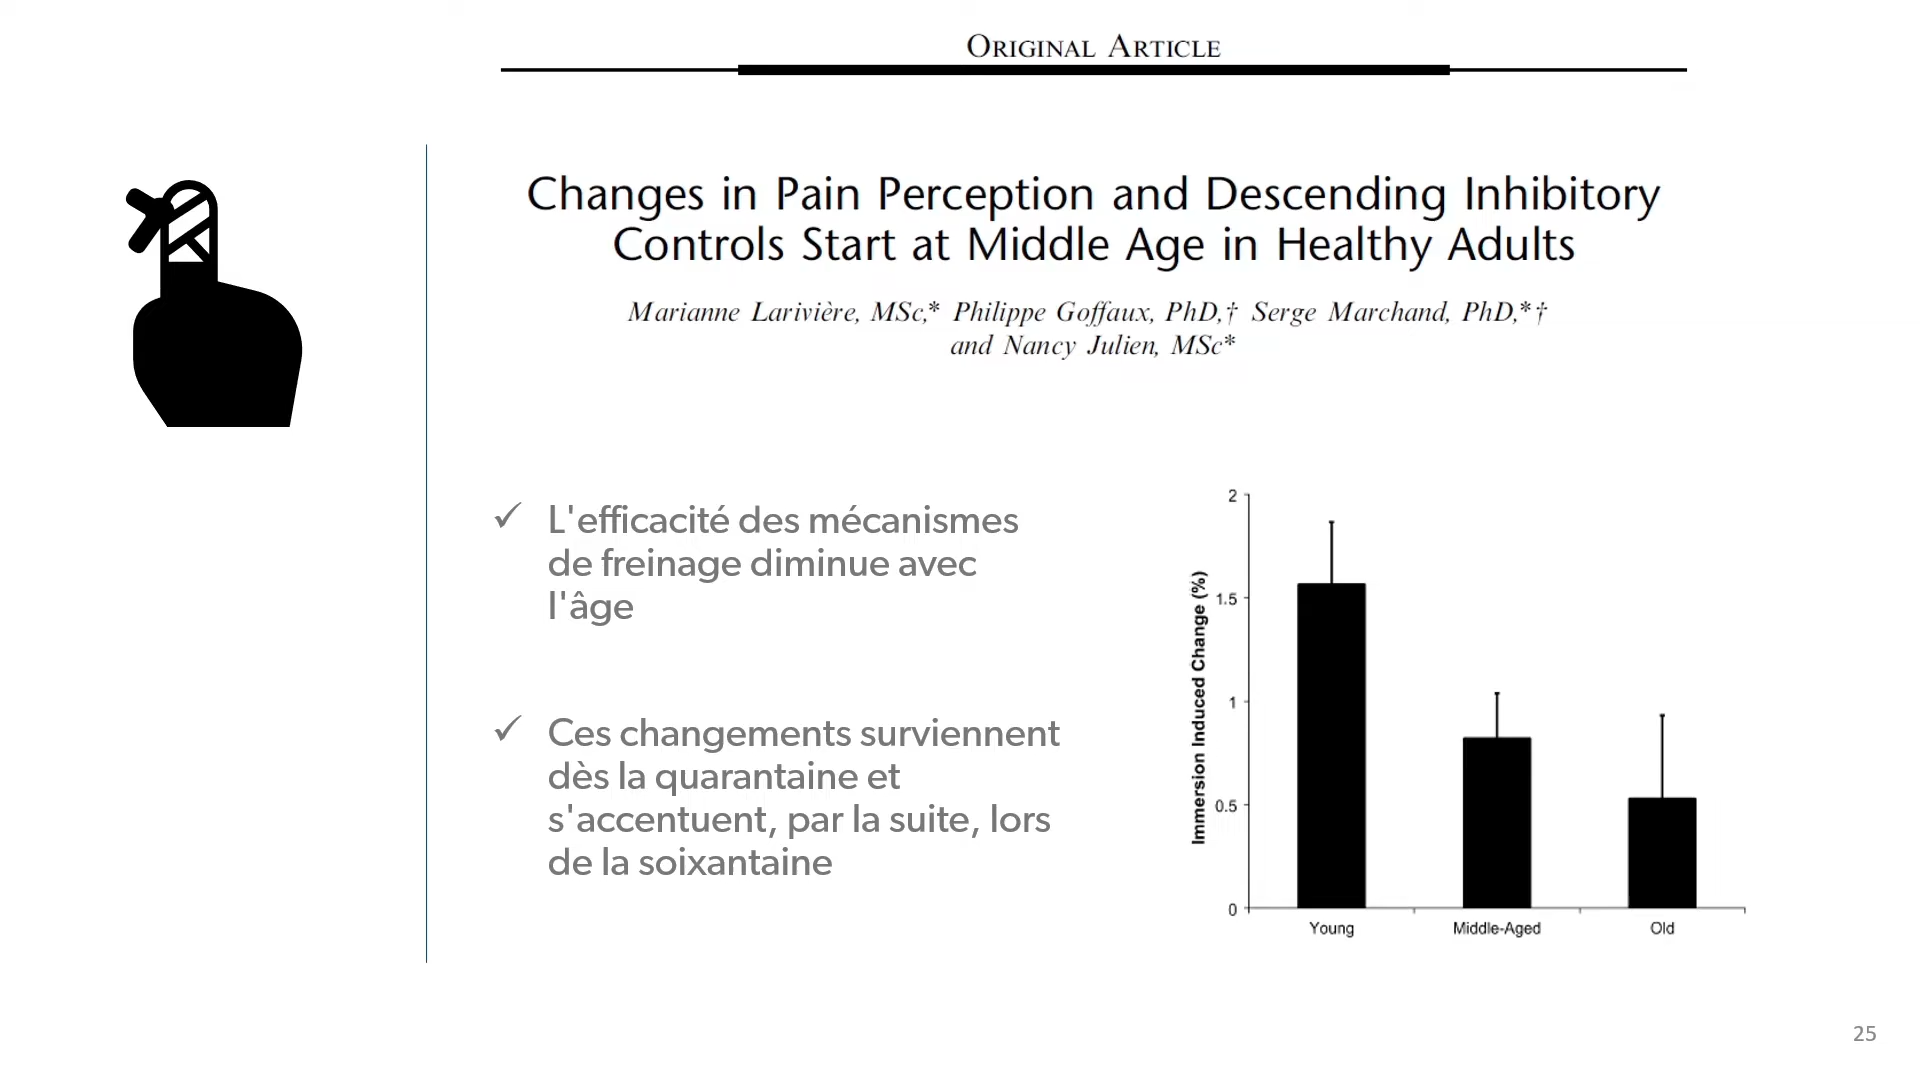 ORIGINAL ARTICLE
Changes in Pain Perception and Descending Inhibitory
Controls Start at Middle Age in Healthy Adults
Marianne Larivière, MSc,* Philippe Goffaux, PhD,† Serge Marchand, PhD,*†
and Nancy Julien, MSc*
✓ L'efficacité des mécanismes
de freinage diminue avec
l'âge
✓ Ces changements surviennent
dès la quarantaine et
s'accentuent, par la suite, lors
de la soixantaine
Immersion Induced Change (%)
2
1.5
1
0.5
0
Young Middle-Aged Old
25